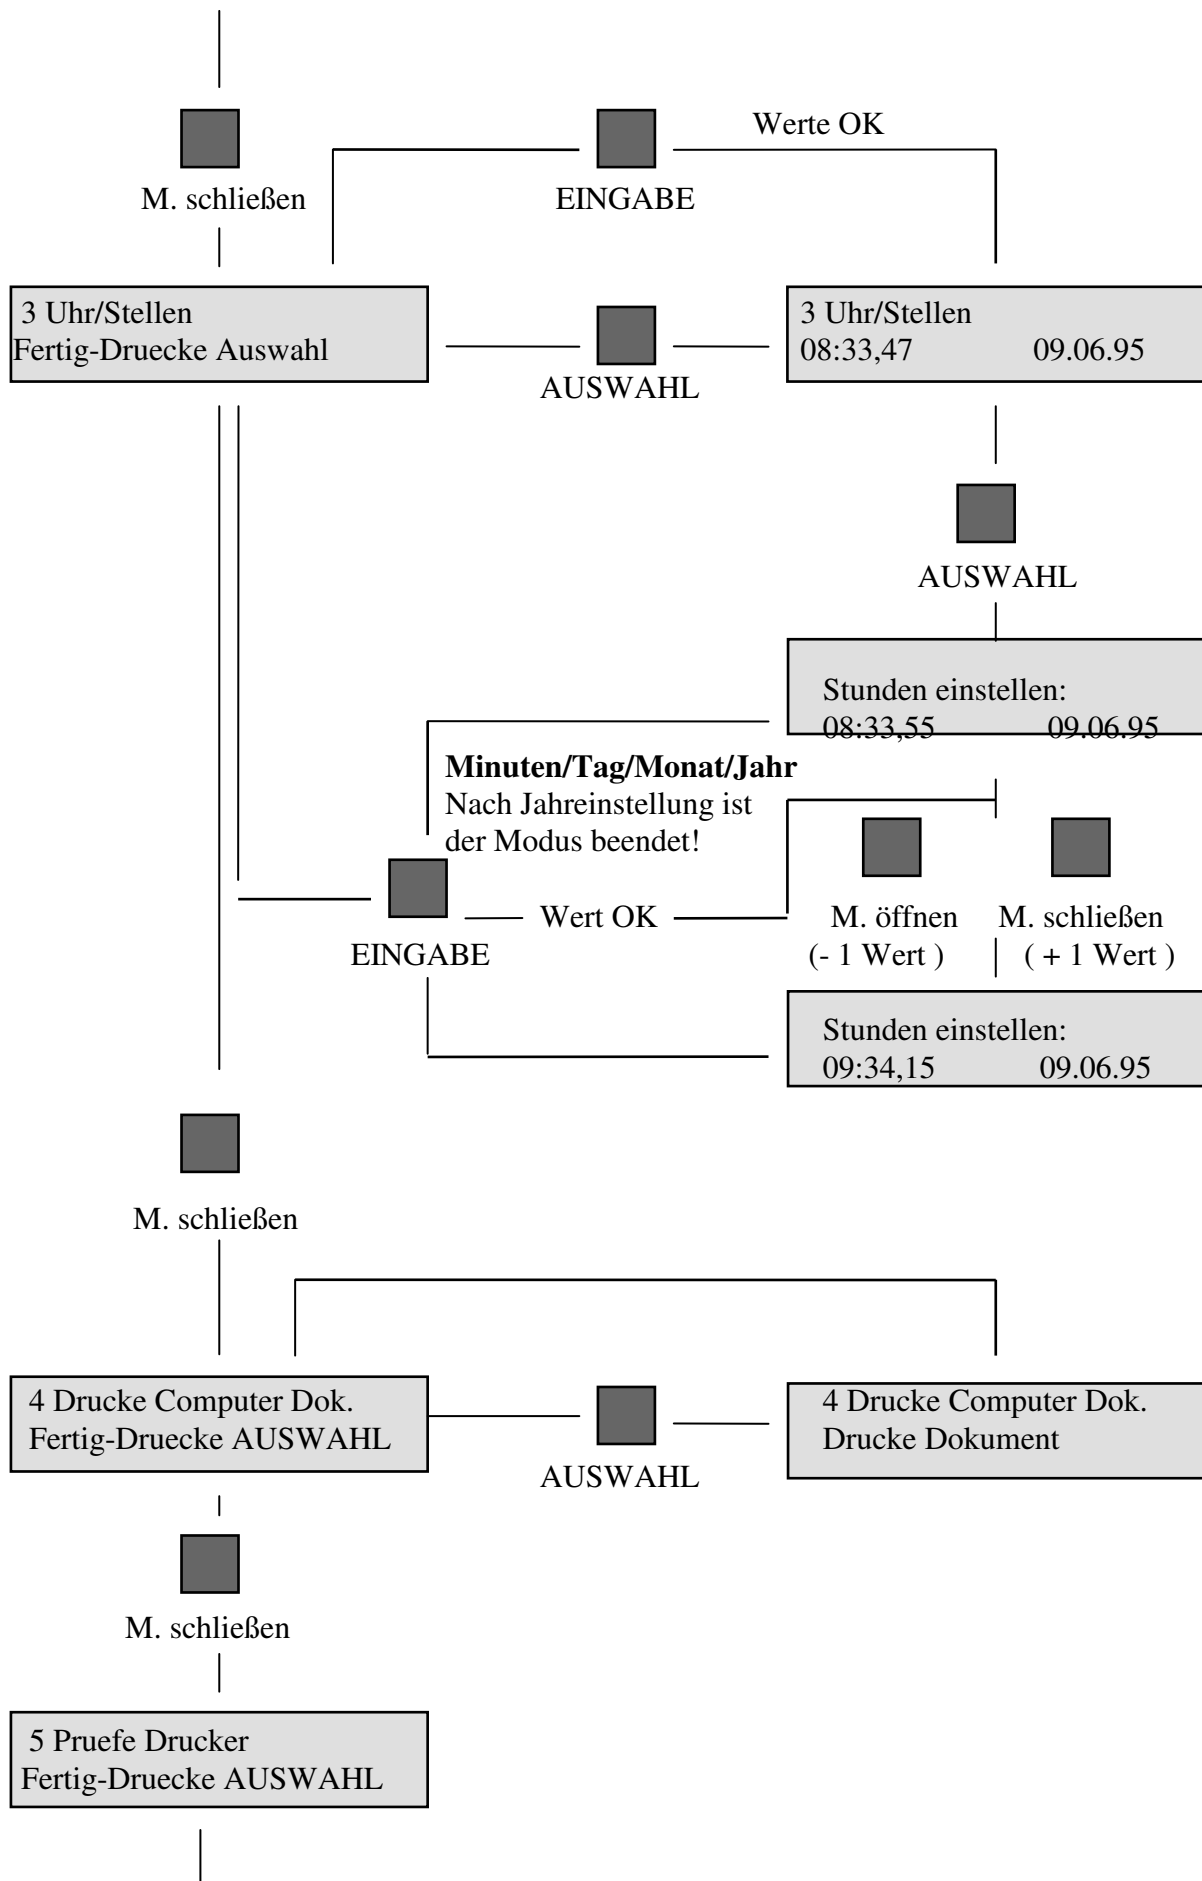 Werte OK
M. schließen
EINGABE
3 Uhr/Stellen
Fertig-Druecke Auswahl
AUSWAHL
3 Uhr/Stellen
08:33,47 09.06.95
AUSWAHL
Stunden einstellen:
08:33,55 09.06.95
Minuten/Tag/Monat/Jahr
Nach Jahreinstellung ist
der Modus beendet!
EINGABE
Wert OK
M. öffnen
(- 1 Wert )
M. schließen
( + 1 Wert )
Stunden einstellen:
09:34,15 09.06.95
M. schließen
4 Drucke Computer Dok.
Fertig-Druecke AUSWAHL
AUSWAHL
4 Drucke Computer Dok.
Drucke Dokument
M. schließen
5 Pruefe Drucker
Fertig-Druecke AUSWAHL